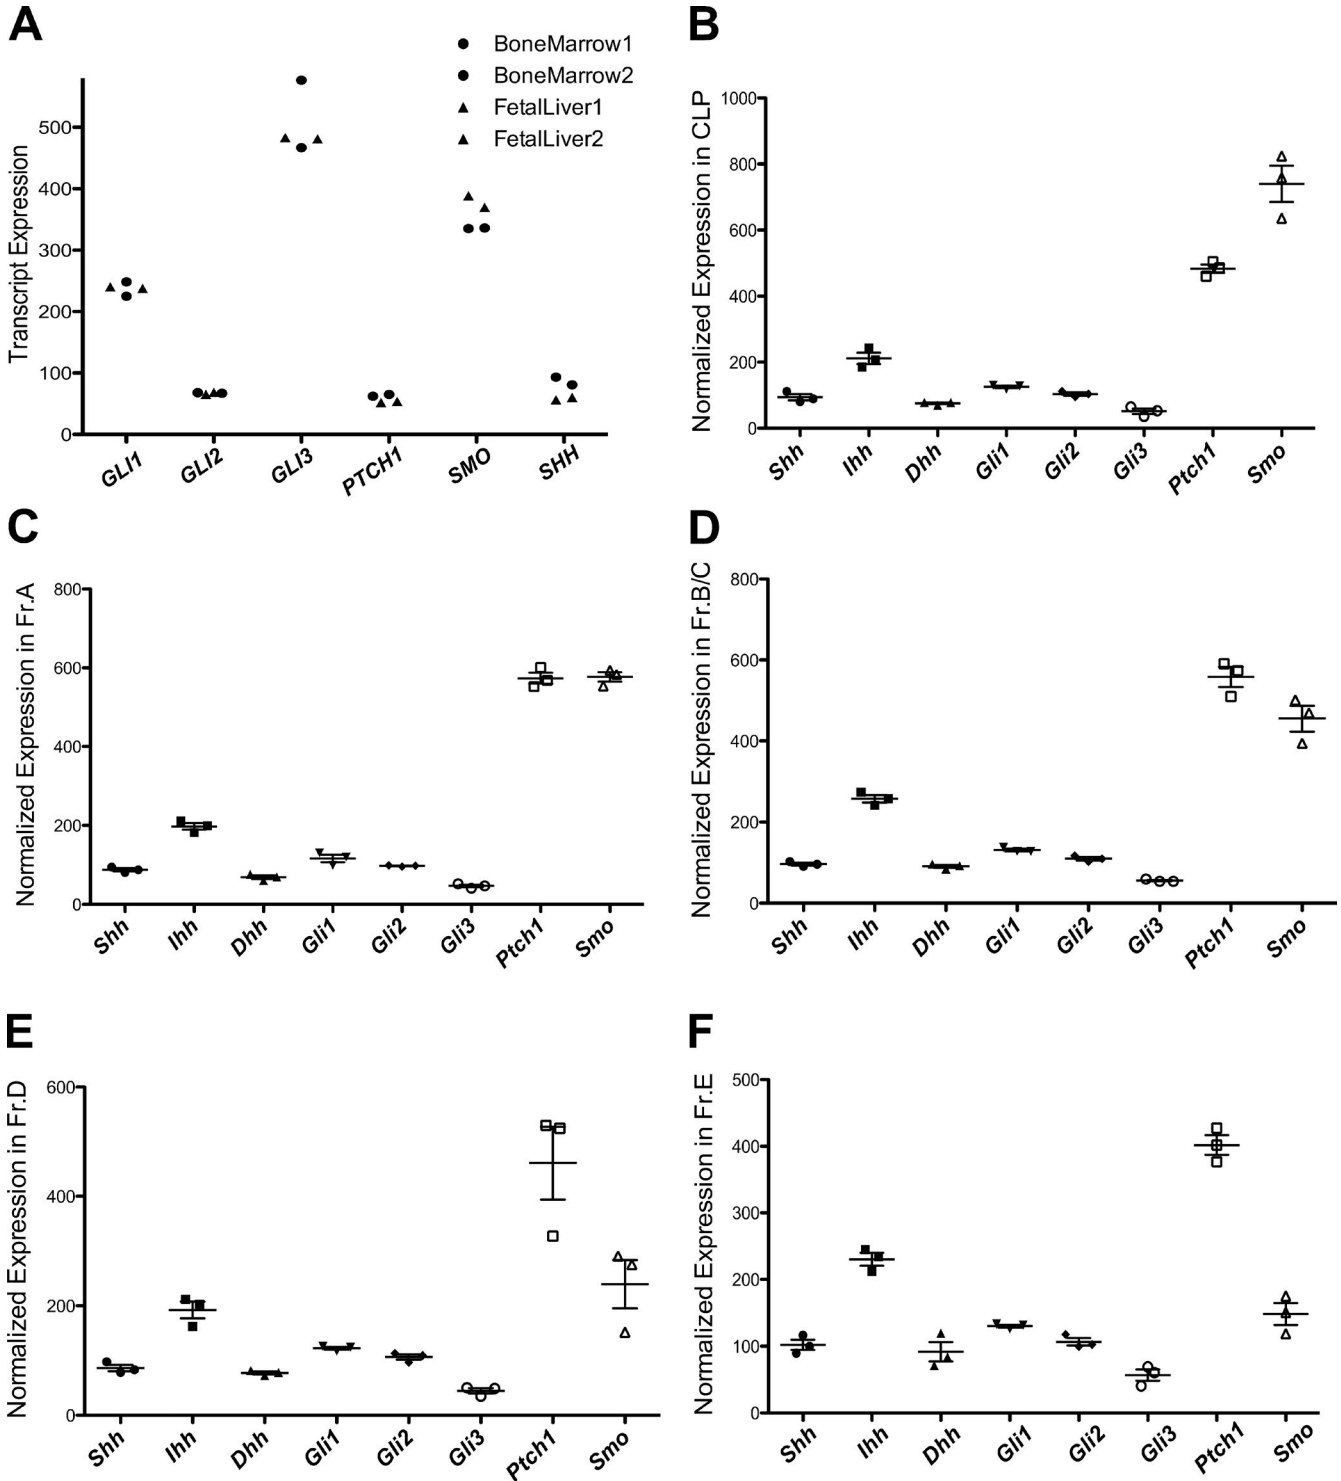 A
BoneMarrow1
BoneMarrow2
FetalLiver1
FetalLiver2
Transcript Expression
500
400
300
200
100
0
GLI1 GLI2 GLI3 PTCH1 SMO SHH
B
Normalized Expression in CLP
1000
800
600
400
200
0
Shh Ihh Dhh Gli1 Gli2 Gli3 Ptch1 Smo
C
Normalized Expression in Fr.A
800
600
400
200
0
Shh Ihh Dhh Gli1 Gli2 Gli3 Ptch1 Smo
D
Normalized Expression in Fr.B/C
800
600
400
200
0
Shh Ihh Dhh Gli1 Gli2 Gli3 Ptch1 Smo
E
Normalized Expression in Fr.D
600
400
200
0
Shh Ihh Dhh Gli1 Gli2 Gli3 Ptch1 Smo
F
Normalized Expression in Fr.E
500
400
300
200
100
0
Shh Ihh Dhh Gli1 Gli2 Gli3 Ptch1 Smo